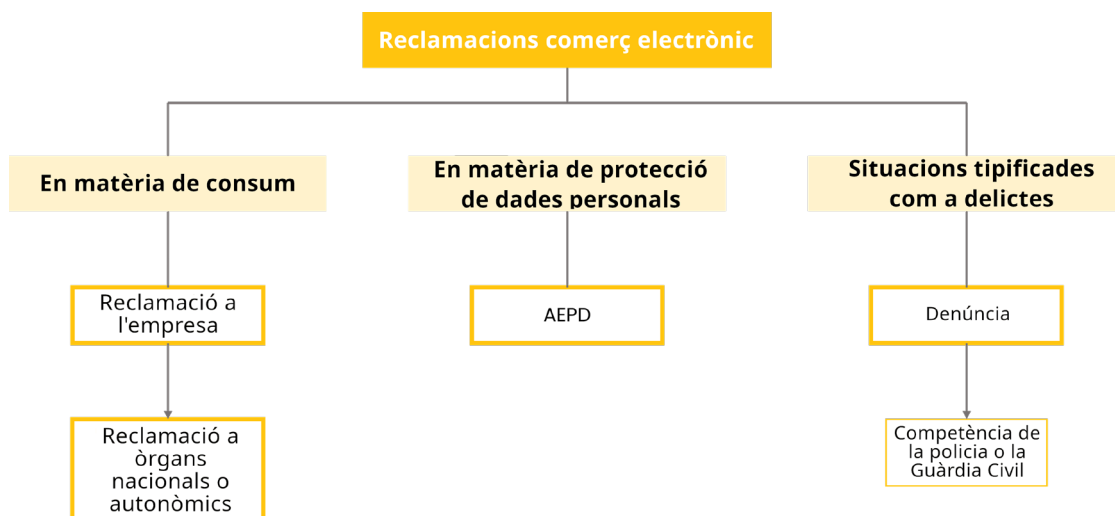 Reclamacions comerç electrònic
En matèria de consum
En matèria de protecció
de dades personals
Situacions tipificades
com a delictes
Reclamació a
l'empresa
AEPD
Denúncia
Reclamació a
òrgans
nacionals o
autonòmics
Competència de
la policia o la
Guàrdia Civil